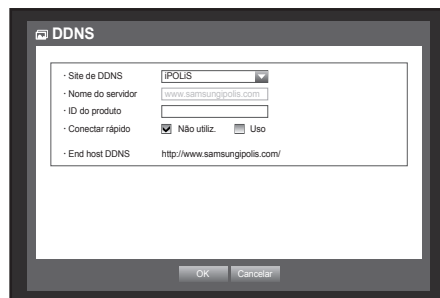 DDNS
· Site de DDNS iPOLiS
· Nome do servidor www.samsungipolis.com
· ID do produto
· Conectar rápido Não utiliz. Uso
· End host DDNS http://www.samsungipolis.com/
OK Cancelar